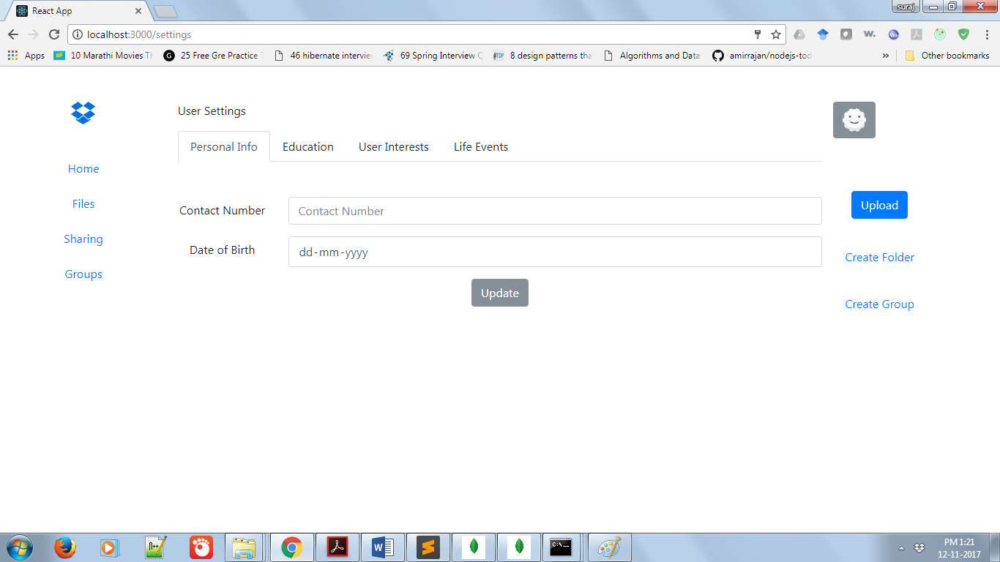 React App
suraj
localhost:3000/settings
Apps
10 Marathi Movies Th
25 Free Gre Practice
46 hibernate interview
69 Spring Interview Q
8 design patterns tha
Algorithms and Data
amirrajan/nodejs-tod
»
Other bookmarks
User Settings
Personal Info Education User Interests Life Events
Home
Files
Sharing
Groups
Contact Number Contact Number
Date of Birth dd-mm-yyyy
Update
Upload
Create Folder
Create Group
PM 1:21
12-11-2017